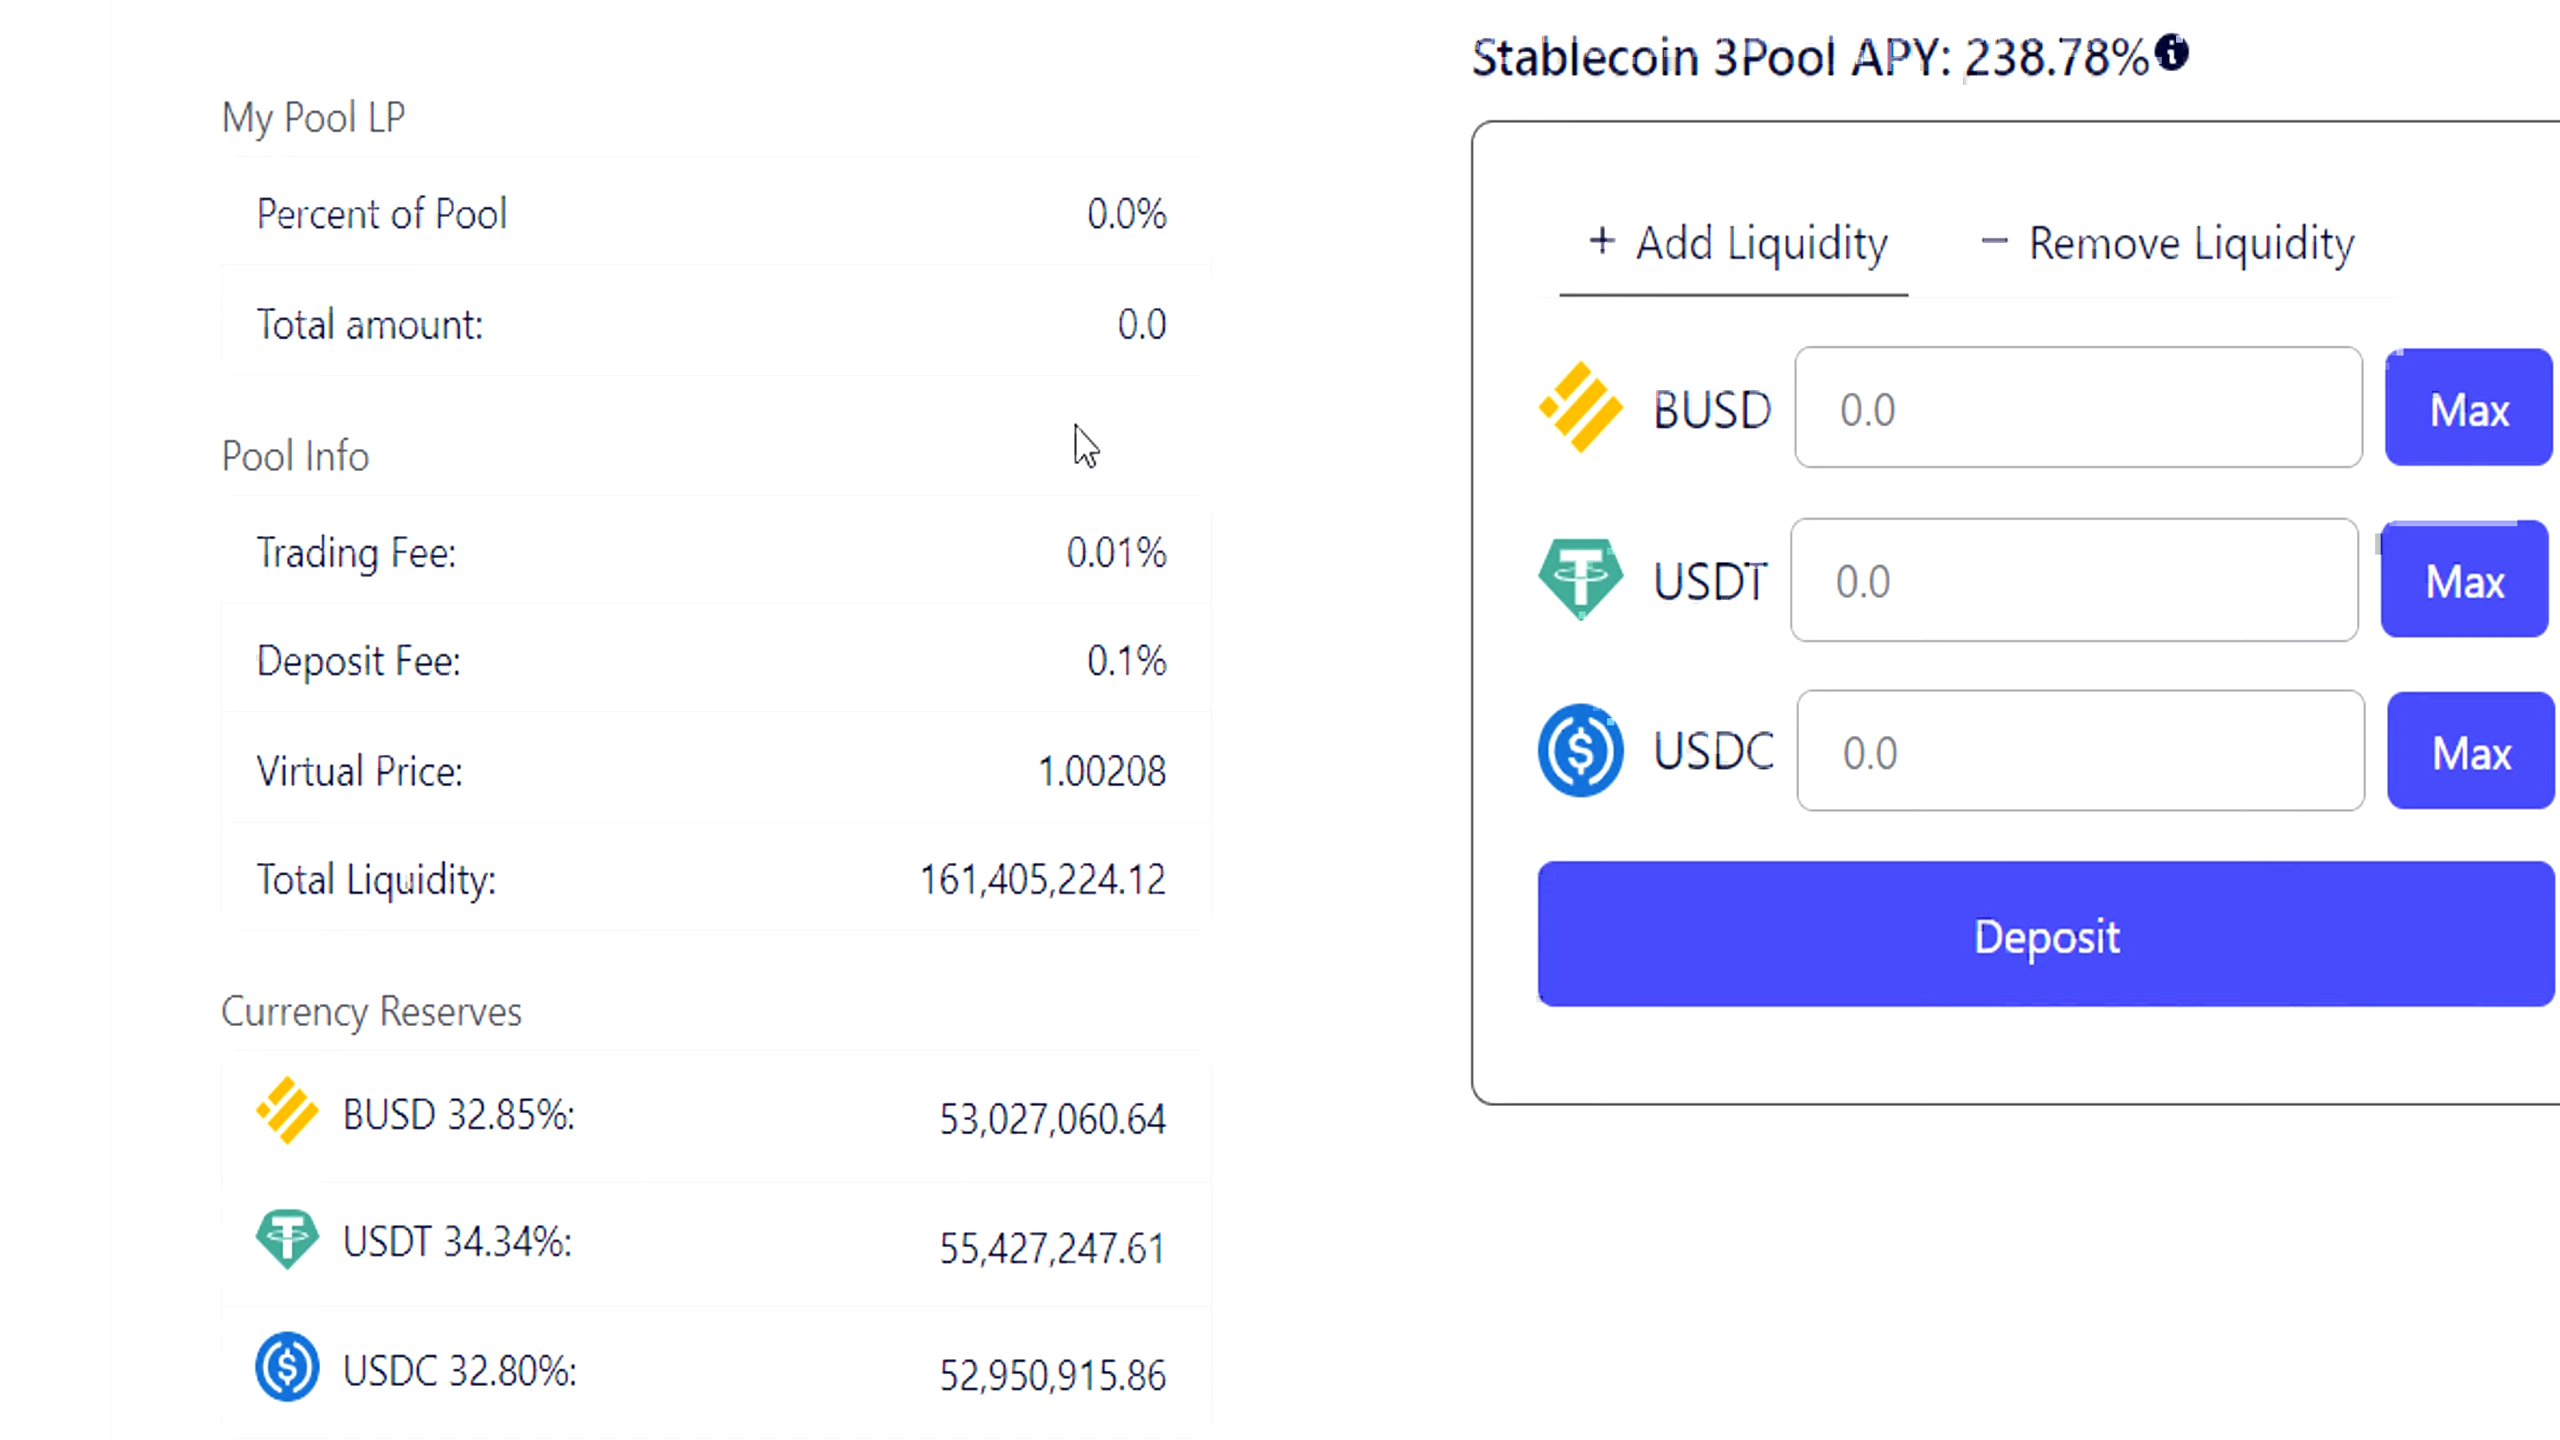 My Pool LP
Percent of Pool 0.0%
Total amount: 0.0
Pool Info
Trading Fee: 0.01%
Deposit Fee: 0.1%
Virtual Price: 1.00208
Total Liquidity: 161,405,224.12
Currency Reserves
BUSD 32.85%: 53,027,060.64
USDT 34.34%: 55,427,247.61
USDC 32.80%: 52,950,915.86
Stablecoin 3Pool APY: 238.78%
+ Add Liquidity − Remove Liquidity
BUSD 0.0 Max
USDT 0.0 Max
USDC 0.0 Max
Deposit